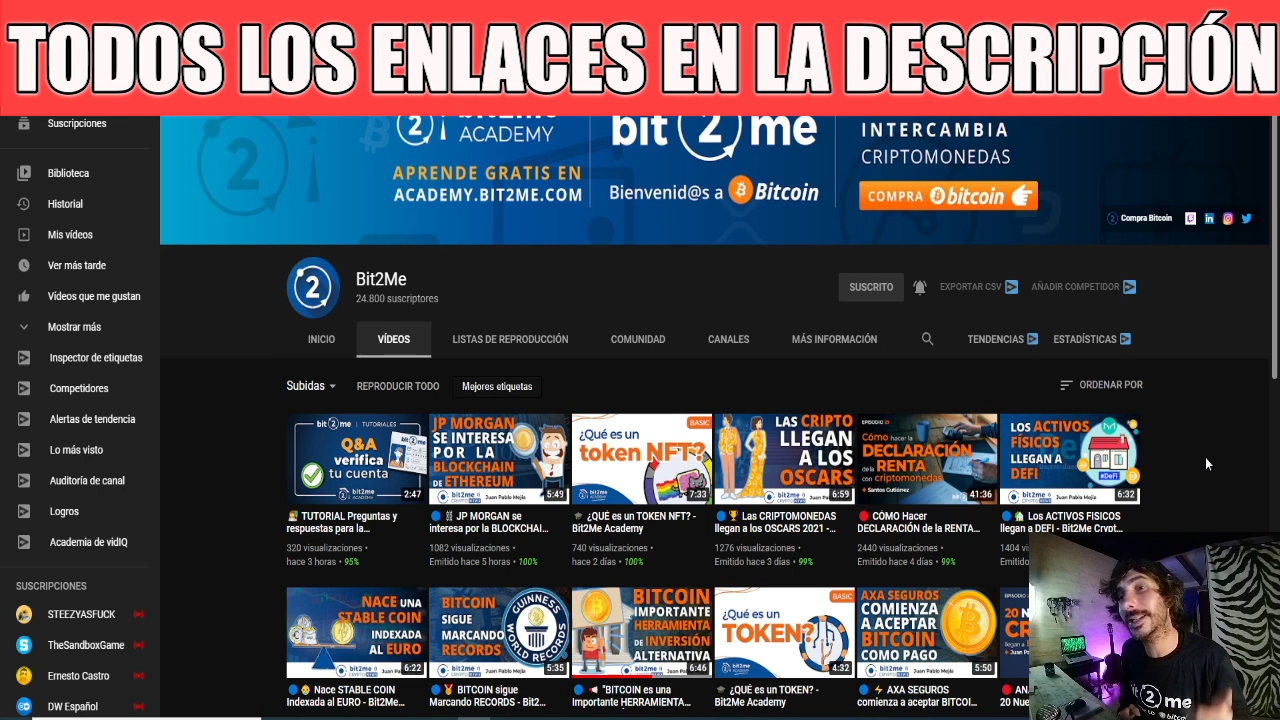 TODOS LOS ENLACES EN LA DESCRIPCIÓN
Suscripciones
Biblioteca
Historial
Mis vídeos
Ver más tarde
Vídeos que me gustan
Mostrar más
Inspector de etiquetas
Competidores
Alertas de tendencia
Lo más visto
Auditoría de canal
Logros
Academia de vidIQ
SUSCRIPCIONES
STEEZYASFUCK
TheSandboxGame
Ernesto Castro
DW Español
ACADEMY
APRENDE GRATIS EN
ACADEMY.BIT2ME.COM
bit2me
Bienvenid@s a Bitcoin
INTERCAMBIA
CRIPTOMONEDAS
COMPRA bitcoin
Compra Bitcoin
Bit2Me
24.800 suscriptores
SUSCRITO
EXPORTAR CSV
AÑADIR COMPETIDOR
INICIO
VÍDEOS
LISTAS DE REPRODUCCIÓN
COMUNIDAD
CANALES
MÁS INFORMACIÓN
TENDENCIAS
ESTADÍSTICAS
Subidas
REPRODUCIR TODO
Mejores etiquetas
ORDENAR POR
bit2me | TUTORIALES
Q&A
verifica
tu cuenta
2:47
TUTORIAL Preguntas y
respuestas para la...
320 visualizaciones •
hace 3 horas • 95%
JP MORGAN
SE INTERESA
POR LA
BLOCKCHAIN
DE ETHEREUM
5:49
JP MORGAN se
interesa por la BLOCKCHAI...
1082 visualizaciones •
Emitido hace 5 horas • 100%
BASIC
¿Qué es un
token NFT?
7:33
¿QUÉ es un TOKEN NFT? -
Bit2Me Academy
740 visualizaciones •
hace 2 días • 100%
LAS CRIPTO
LLEGAN
A LOS
OSCARS
6:59
Las CRIPTOMONEDAS
llegan a los OSCARS 2021 -...
1276 visualizaciones •
Emitido hace 3 días • 99%
Cómo hacer la
DECLARACIÓN
de la RENTA
con criptomonedas
Santos Gutiérrez
41:36
CÓMO Hacer
DECLARACIÓN de la RENTA...
2440 visualizaciones •
Emitido hace 4 días • 99%
LOS ACTIVOS
FÍSICOS
LLEGAN A
DEFI
#DeFi
6:32
Los ACTIVOS FISICOS
llegan a DEFI - Bit2Me Crypt...
1404
Emitido hace
NACE UNA
STABLE COIN
INDEXADA
AL EURO
6:22
Nace STABLE COIN
Indexada al EURO - Bit2Me...
BITCOIN
SIGUE
MARCANDO
RECORDS
GUINNESS
WORLD RECORDS
5:35
BITCOIN sigue
Marcando RECORDS - Bit2...
BITCOIN
IMPORTANTE
HERRAMIENTA
DE INVERSIÓN
ALTERNATIVA
6:46
"BITCOIN es una
Importante HERRAMIENTA...
BASIC
¿Qué es un
TOKEN?
4:32
¿QUÉ es un TOKEN? -
Bit2Me Academy
AXA SEGUROS
COMIENZA
A ACEPTAR
BITCOIN
COMO PAGO
5:50
AXA SEGUROS
comienza a aceptar BITCOI...